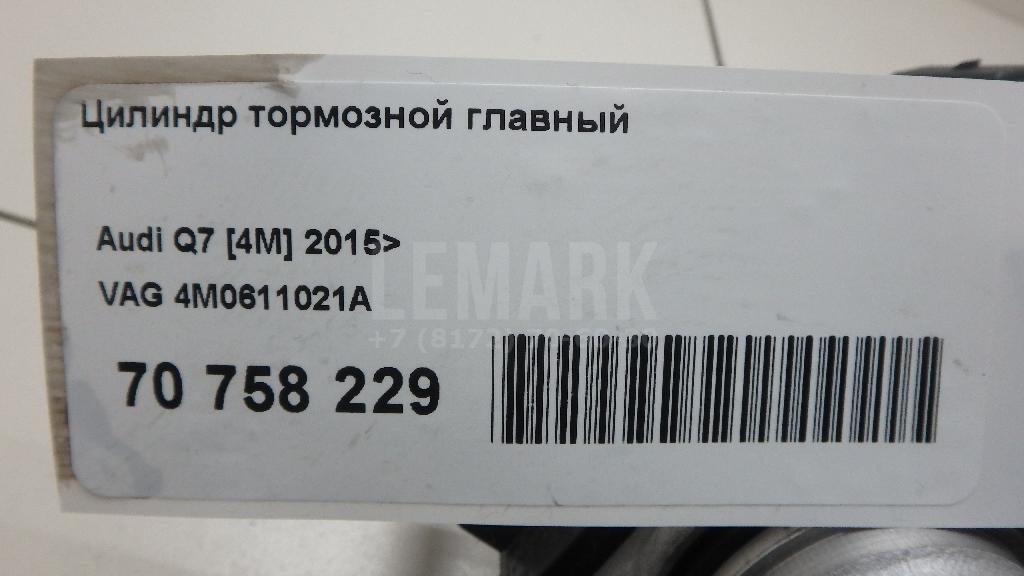 Цилиндр тормозной главный
Audi Q7 [4M] 2015>
VAG 4M0611021A
LEMARK
70 758 229